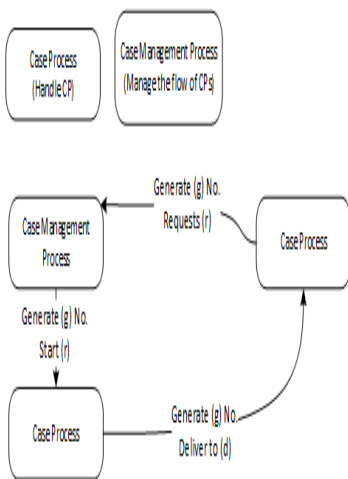 Case Process
(Handle CP)
Case Management Process
(Manage the flow of CPs)
Generate (g) No.
Requests (r)
Case Management
Process
Case Process
Generate (g) No.
Start (r)
Case Process
Generate (g) No.
Deliver to (d)